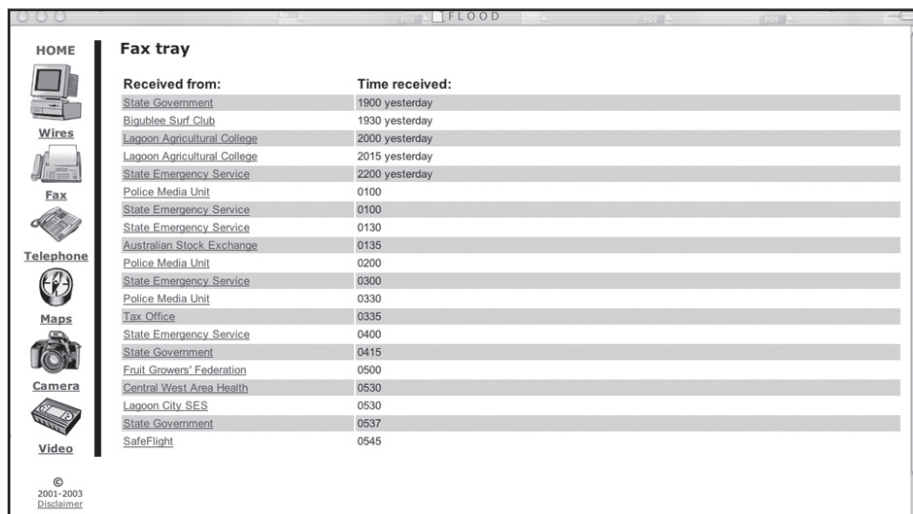 FLOOD
PDF
PDF
PDF
HOME
Wires
Fax
Telephone
Maps
Camera
Video
©
2001-2003
Disclaimer
Fax tray
Received from: Time received:
State Government 1900 yesterday
Bigublee Surf Club 1930 yesterday
Lagoon Agricultural College 2000 yesterday
Lagoon Agricultural College 2015 yesterday
State Emergency Service 2200 yesterday
Police Media Unit 0100
State Emergency Service 0100
State Emergency Service 0130
Australian Stock Exchange 0135
Police Media Unit 0200
State Emergency Service 0300
Police Media Unit 0330
Tax Office 0335
State Emergency Service 0400
State Government 0415
Fruit Growers' Federation 0500
Central West Area Health 0530
Lagoon City SES 0530
State Government 0537
SafeFlight 0545